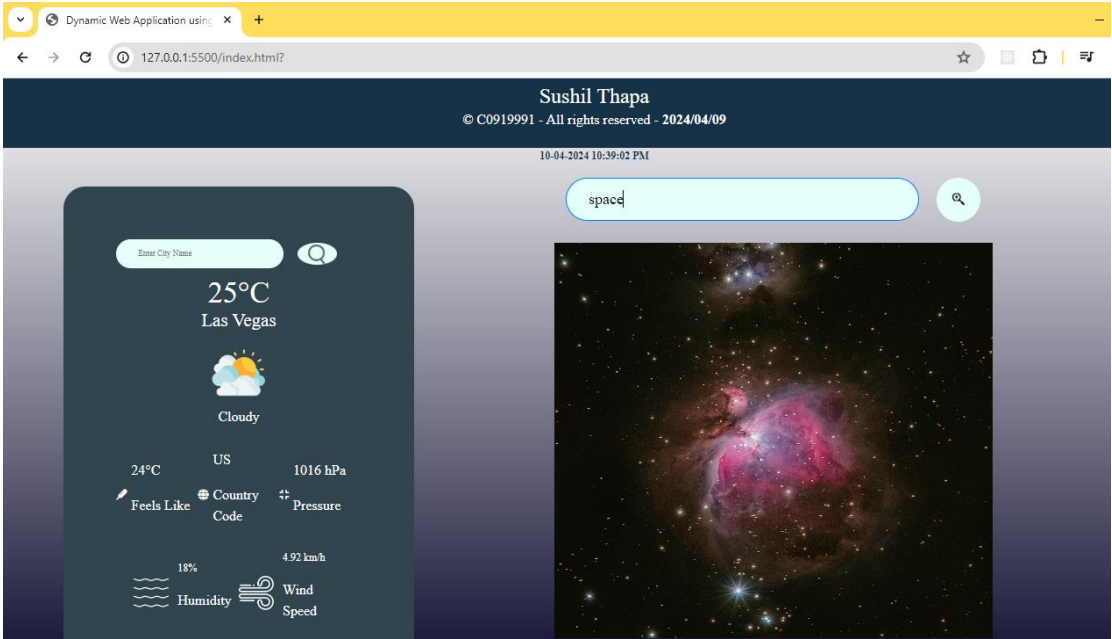 Dynamic Web Application using
127.0.0.1:5500/index.html?
Sushil Thapa
© C0919991 - All rights reserved - 2024/04/09
10-04-2024 10:39:02 PM
space
Enter City Name
25°C
Las Vegas
Cloudy
24°C
Feels Like
US
Country
Code
1016 hPa
Pressure
18%
Humidity
4.92 km/h
Wind
Speed